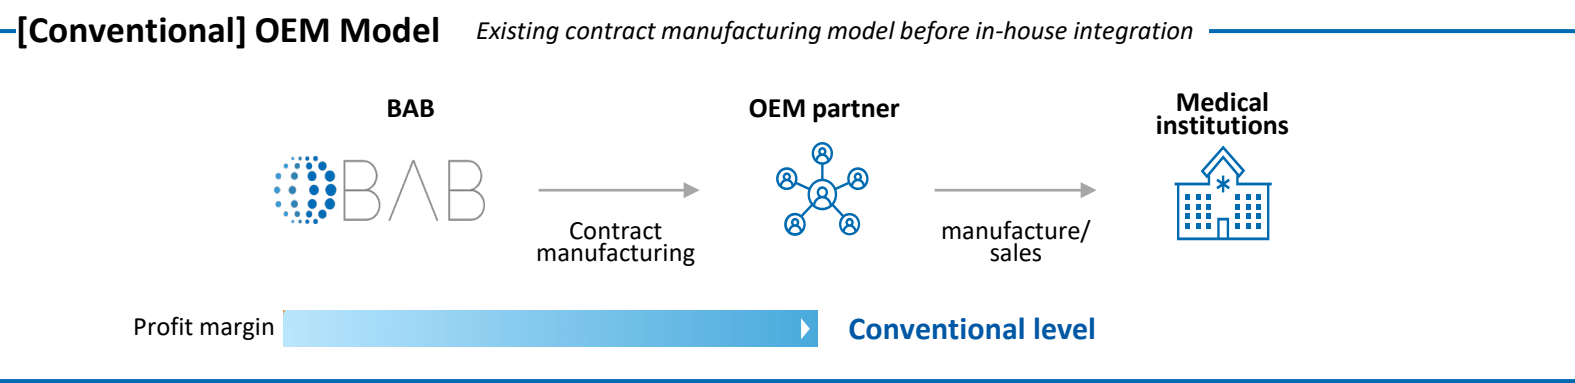 [Conventional] OEM Model
Existing contract manufacturing model before in-house integration
BAB
OEM partner
Medical
institutions
BAB
Contract
manufacturing
manufacture/
sales
Profit margin
Conventional level